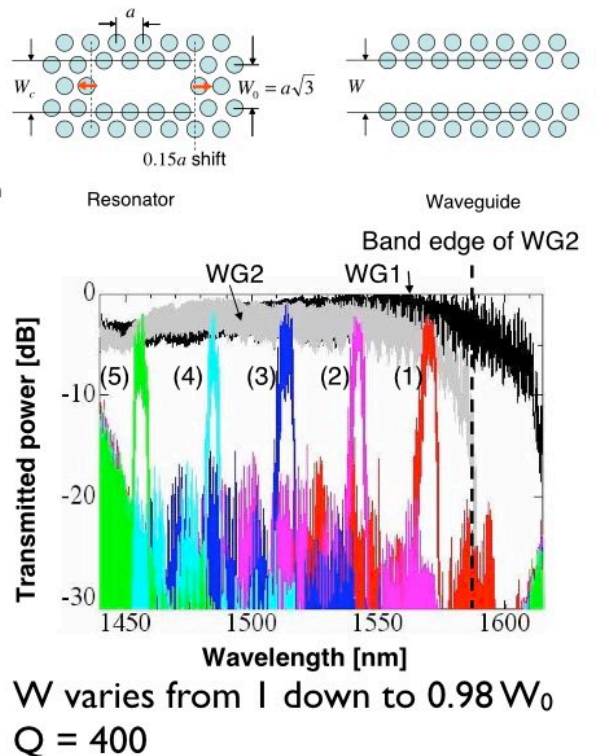 a
W_c
W_0 = a√3
W
0.15a shift
Resonator
Waveguide
Band edge of WG2
WG2
WG1
0
-10
-20
-30
(5)
(4)
(3)
(2)
(1)
Transmitted power [dB]
1450
1500
1550
1600
Wavelength [nm]
W varies from 1 down to 0.98 W₀
Q = 400